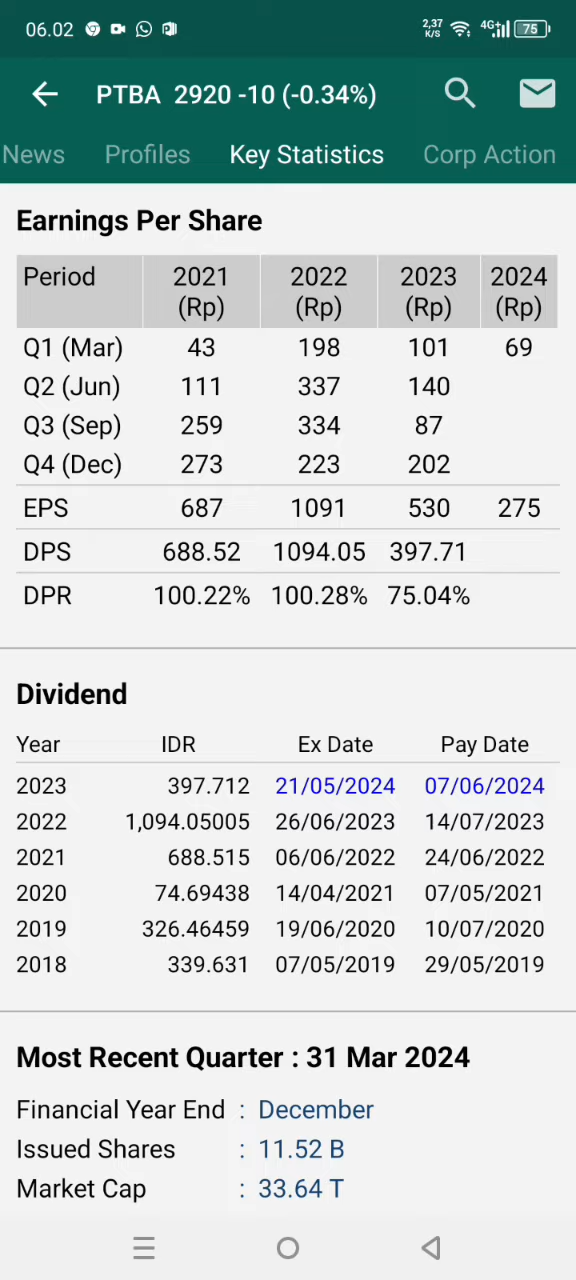 06.02 2,37 K/S 4G+ 75
PTBA 2920 -10 (-0.34%)
News Profiles Key Statistics Corp Action
Earnings Per Share
Period 2021 (Rp) 2022 (Rp) 2023 (Rp) 2024 (Rp)
Q1 (Mar) 43 198 101 69
Q2 (Jun) 111 337 140
Q3 (Sep) 259 334 87
Q4 (Dec) 273 223 202
EPS 687 1091 530 275
DPS 688.52 1094.05 397.71
DPR 100.22% 100.28% 75.04%
Dividend
Year IDR Ex Date Pay Date
2023 397.712 21/05/2024 07/06/2024
2022 1,094.05005 26/06/2023 14/07/2023
2021 688.515 06/06/2022 24/06/2022
2020 74.69438 14/04/2021 07/05/2021
2019 326.46459 19/06/2020 10/07/2020
2018 339.631 07/05/2019 29/05/2019
Most Recent Quarter : 31 Mar 2024
Financial Year End : December
Issued Shares : 11.52 B
Market Cap : 33.64 T